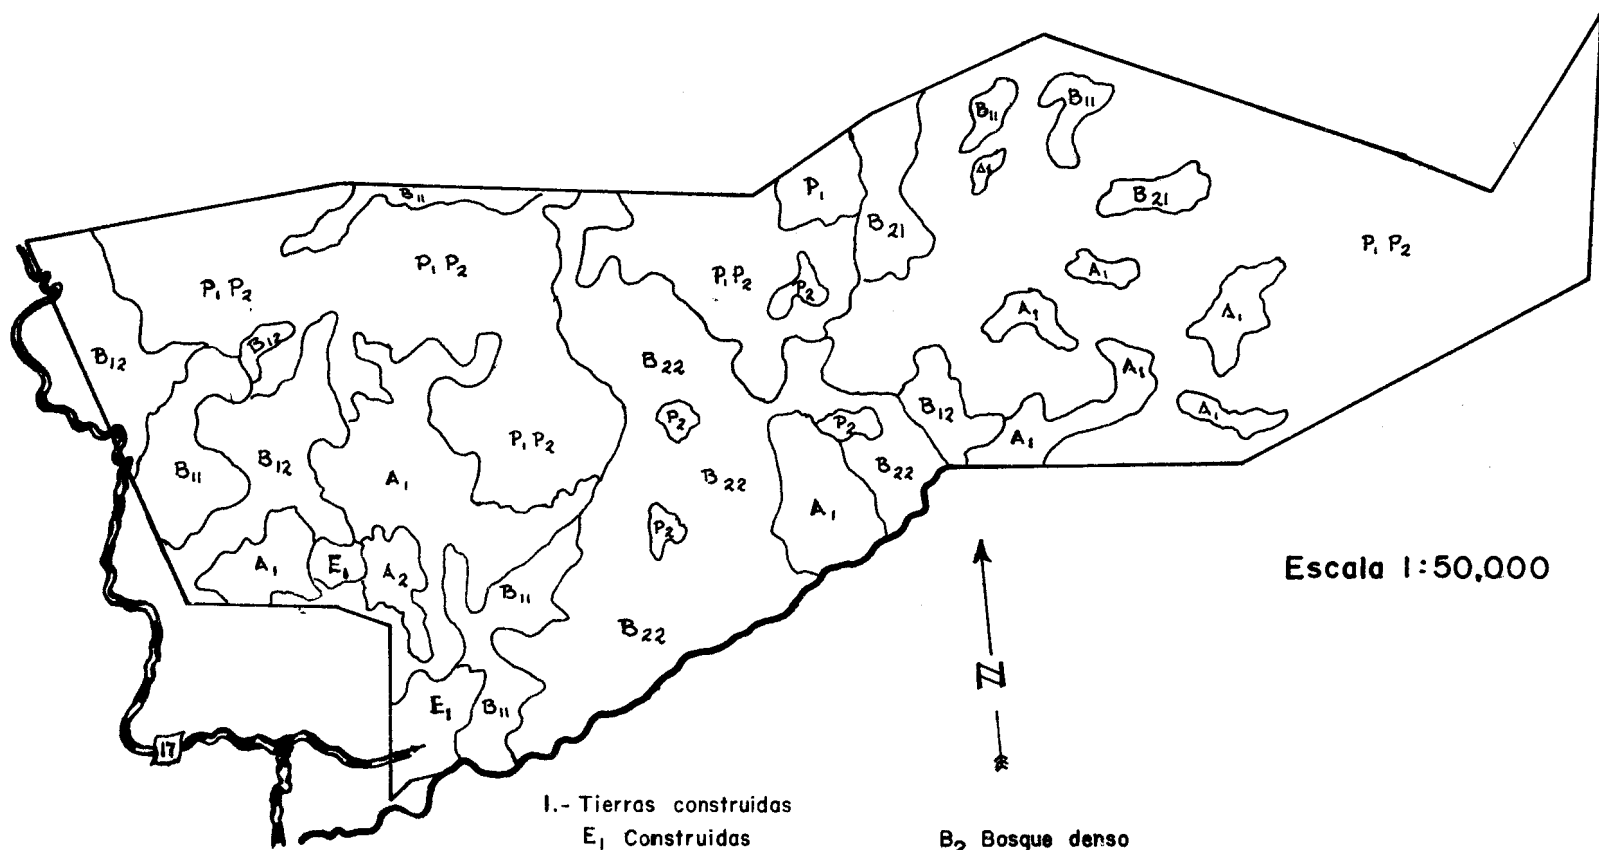 B11
B11
B11
A1
P1
B21
B21
P1 P2
P1 P2
P1 P2
P1 P2
P2
A1
A1
A1
B12
B12
B22
A1
P2
P2
B12
A1
A1
P1 P2
B11
B12
A1
B22
B22
A1
P2
A1
E1
A2
B11
Escala 1:50,000
B22
N
E1
B11
17
1.- Tierras construidas
E1 Construidas
B2 Bosque denso